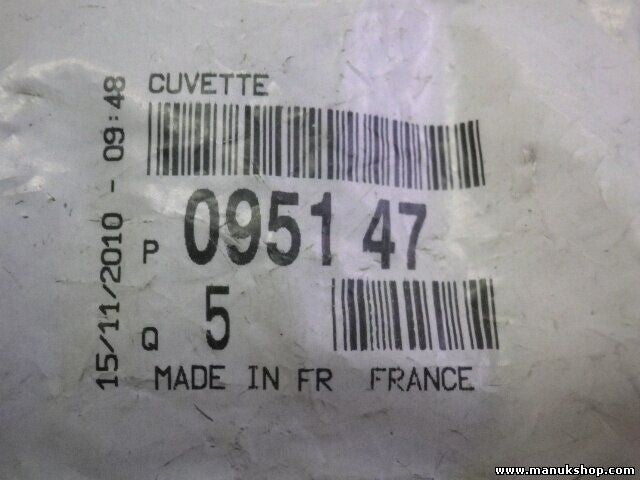 CUVETTE
15/11/2010 - 09:48
P 0951 47
Q 5
MADE IN FR FRANCE
www.manukshop.com